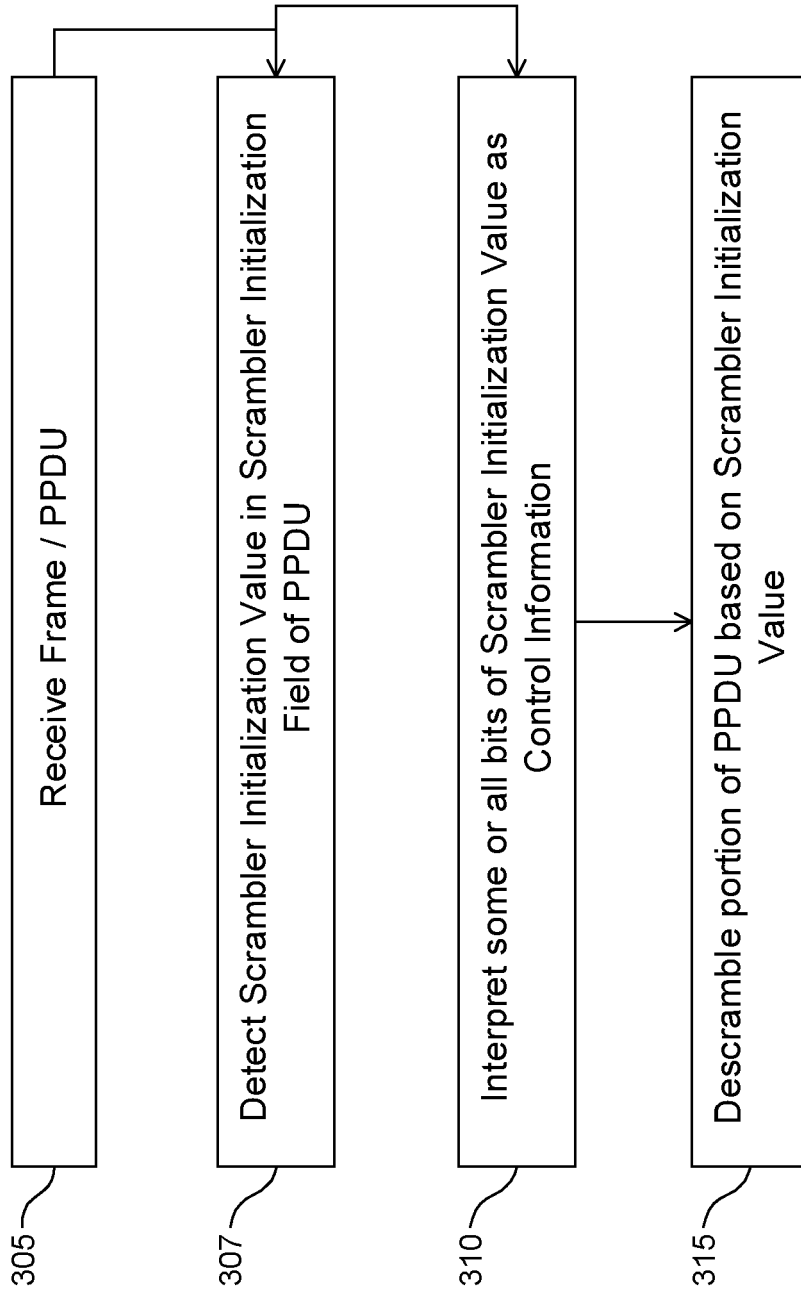 305
Receive Frame / PPDU
307
Detect Scrambler Initialization Value in Scrambler Initialization
Field of PPDU
310
Interpret some or all bits of Scrambler Initialization Value as
Control Information
315
Descramble portion of PPDU based on Scrambler Initialization
Value